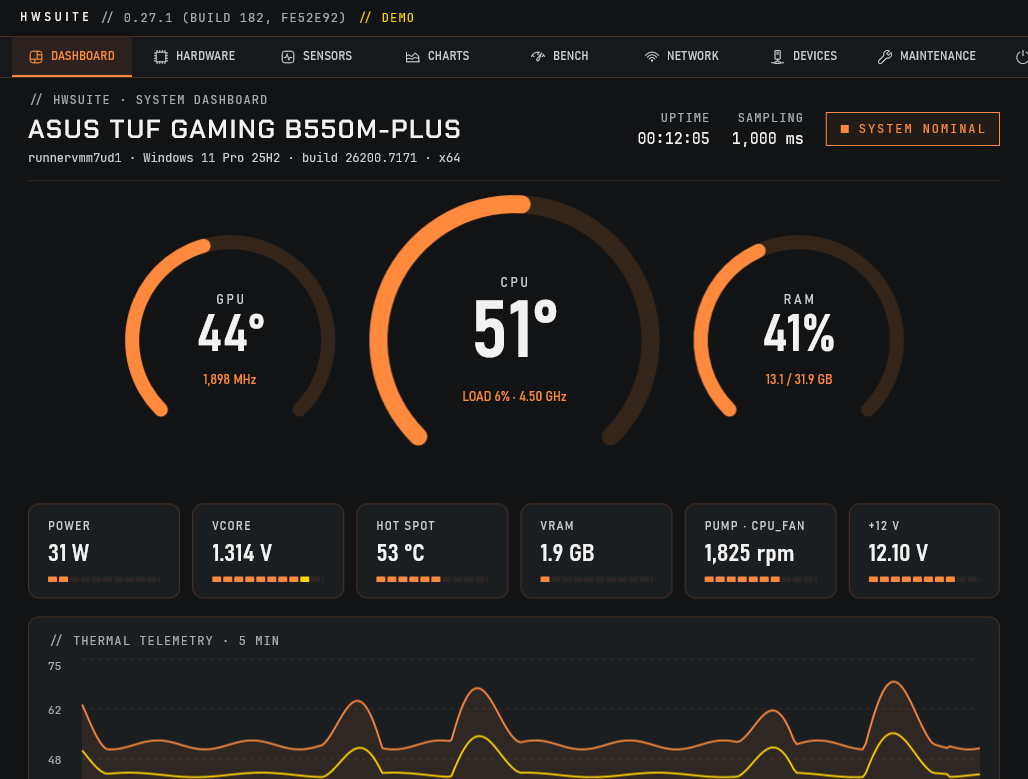 HWSUITE // 0.27.1 (BUILD 182, FE52E92) // DEMO
DASHBOARD HARDWARE SENSORS CHARTS BENCH NETWORK DEVICES MAINTENANCE
// HWSUITE · SYSTEM DASHBOARD
ASUS TUF GAMING B550M-PLUS
runnervmm7ud1 · Windows 11 Pro 25H2 · build 26200.7171 · x64
UPTIME SAMPLING
00:12:05 1,000 ms
SYSTEM NOMINAL
GPU
44°
1,898 MHz
CPU
51°
LOAD 6% · 4.50 GHz
RAM
41%
13.1 / 31.9 GB
POWER
31 W
VCORE
1.314 V
HOT SPOT
53 °C
VRAM
1.9 GB
PUMP · CPU_FAN
1,825 rpm
+12 V
12.10 V
// THERMAL TELEMETRY · 5 MIN
75
62
48